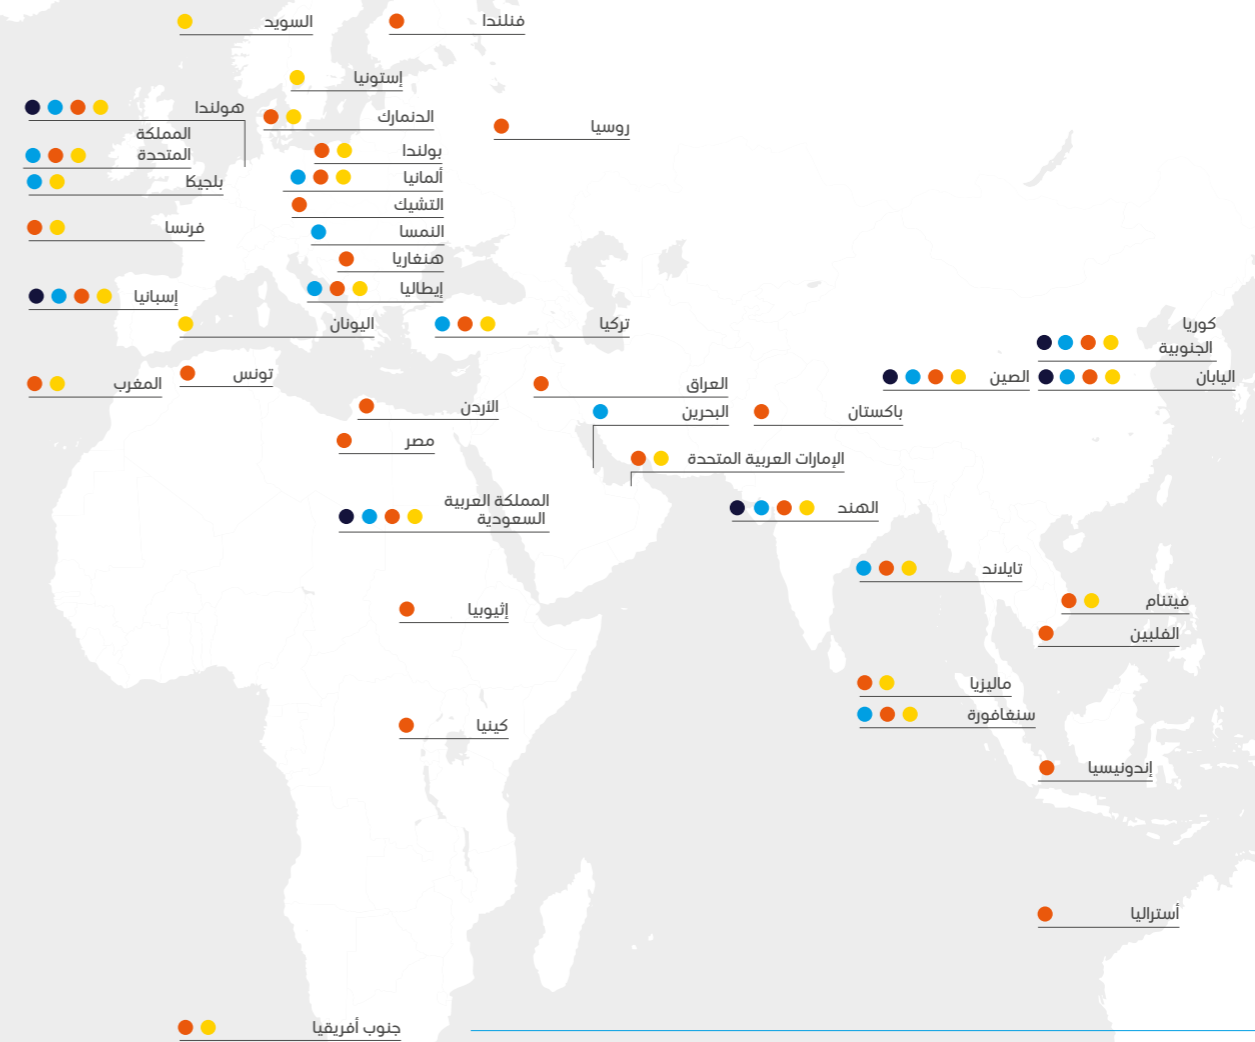 السويد
فنلندا
إستونيا
هولندا
الدنمارك
روسيا
المملكة
المتحدة
بولندا
بلجيكا
ألمانيا
التشيك
فرنسا
النمسا
هنغاريا
إسبانيا
إيطاليا
اليونان
تركيا
كوريا
الجنوبية
الصين
اليابان
المغرب
تونس
العراق
الأردن
البحرين
باكستان
مصر
الإمارات العربية المتحدة
المملكة العربية
السعودية
الهند
تايلاند
إثيوبيا
فيتنام
الفلبين
ماليزيا
سنغافورة
كينيا
إندونيسيا
أستراليا
جنوب أفريقيا